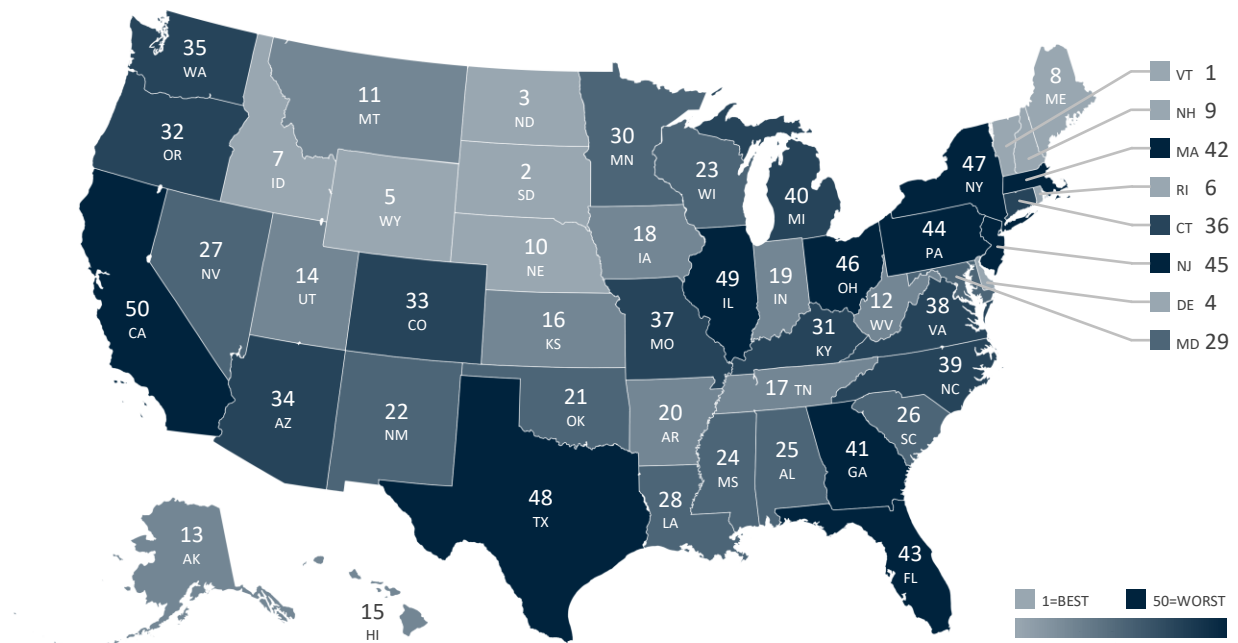 35
WA
32
OR
50
CA
27
NV
7
ID
11
MT
5
WY
14
UT
33
CO
34
AZ
22
NM
3
ND
2
SD
10
NE
16
KS
21
OK
48
TX
30
MN
18
IA
37
MO
20
AR
28
LA
23
WI
49
IL
24
MS
40
MI
19
IN
31
KY
17 TN
25
AL
46
OH
12
WV
38
VA
39
NC
26
SC
41
GA
43
FL
44
PA
47
NY
8
ME
VT 1
NH 9
MA 42
RI 6
CT 36
NJ 45
DE 4
MD 29
13
AK
15
HI
1=BEST
50=WORST